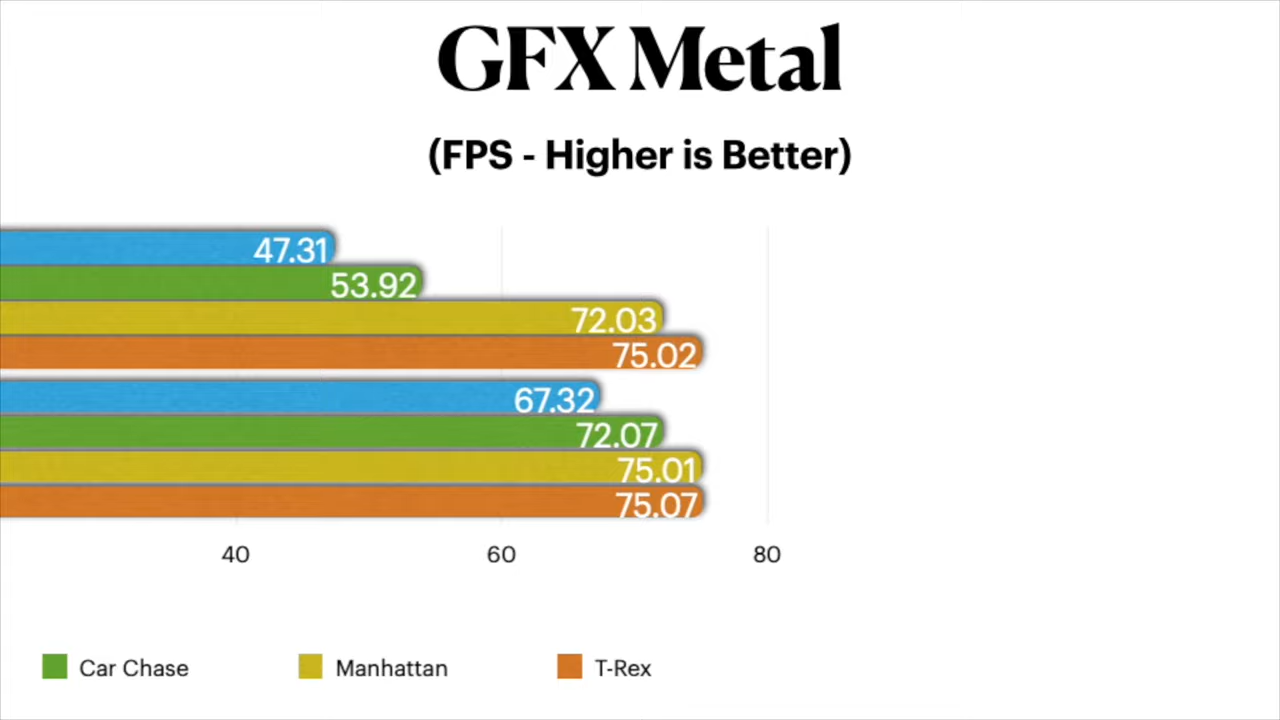 GFX Metal
(FPS - Higher is Better)
47.31
53.92
72.03
75.02
67.32
72.07
75.01
75.07
40 60 80
Car Chase Manhattan T-Rex